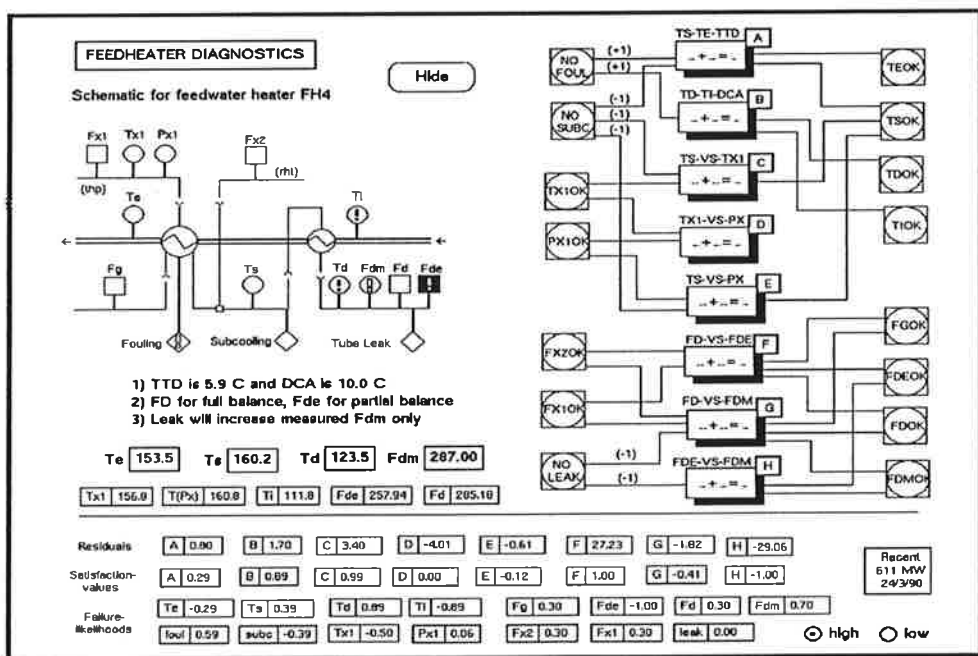 FEEDHEATER DIAGNOSTICS
Hide
Schematic for feedwater heater FH4
Fx1 Tx1 Px1
Fx2
(ihp)
(rht)
Te
Ti
Fg
Ts
Td Fdm Fd Fde
Fouling
Subcooling
Tube Leak
1) TTD is 5.9 C and DCA is 10.0 C
2) FD for full balance, Fde for partial balance
3) Leak will increase measured Fdm only
Te 153.5 Ts 160.2 Td 123.5 Fdm 287.00
Tx1 156.8 T(Px) 160.8 Ti 111.8 Fde 257.94 Fd 285.18
TS-TE-TTD A
.. + .. = ..
TD-TI-DCA B
.. + .. = ..
TS-VS-TX1 C
.. + .. = ..
TX1-VS-PX D
.. + .. = ..
TS-VS-PX E
.. + .. = ..
FD-VS-FDE F
.. + .. = ..
FD-VS-FDM G
.. + .. = ..
FDE-VS-FDM H
.. + .. = ..
NO FOUL
(+1)
(+1)
NO SUBC
(-1)
(-1)
(-1)
TX1OK
PX1OK
FX2OK
FX1OK
NO LEAK
(-1)
(-1)
TEOK
TSOK
TDOK
TIOK
FGOK
FDEOK
FDOK
FDMOK
Residuals A 0.80 B 1.70 C 3.40 D -4.01 E -0.61 F 27.23 G -1.82 H -29.06
Satisfaction-values A 0.29 B 0.89 C 0.99 D 0.00 E -0.12 F 1.00 G -0.41 H -1.00
Failure-likelihoods Te -0.29 Ts 0.39 Td 0.89 Ti -0.89 Fg 0.30 Fde -1.00 Fd 0.30 Fdm 0.70
foul 0.59 subc -0.39 Tx1 -0.50 Px1 0.06 Fx2 0.30 Fx1 0.30 leak 0.00
Recent
611 MW
24/3/90
high low